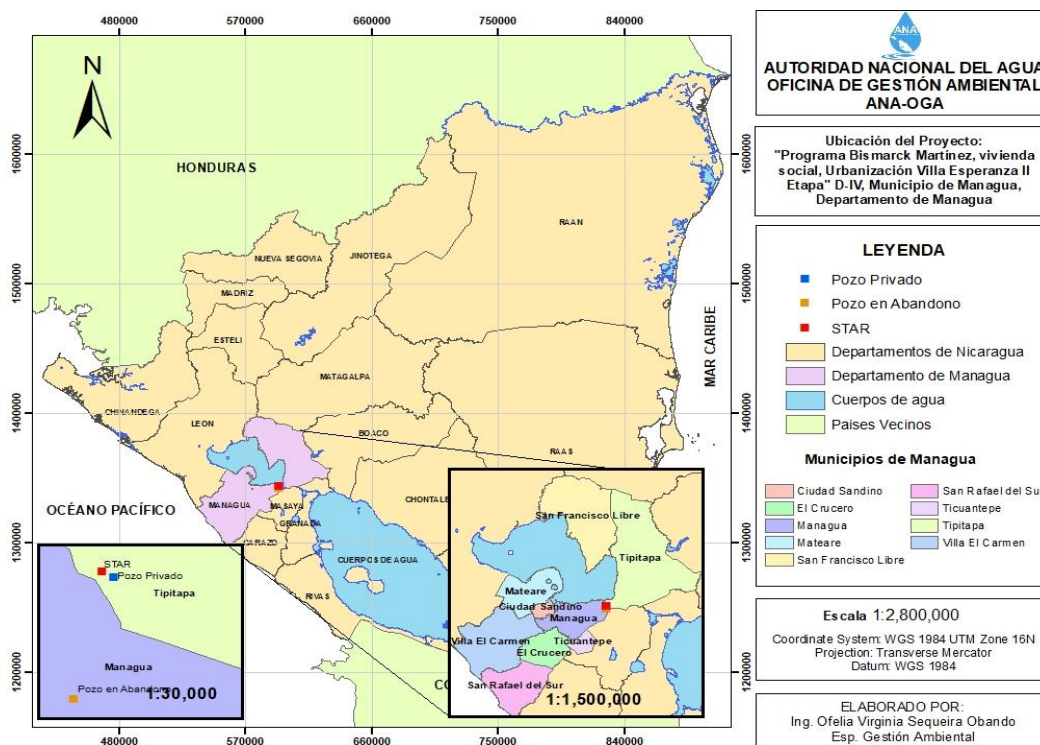 480000 570000 660000 750000 840000
N
1600000
1500000
1400000
1300000
1200000
HONDURAS
RAAN
NUEVA SEGOVIA
JINOTEGA
MADRIZ
ESTELI
MATAGALPA
CHINANDEGA
LEON
BOACO
RAAS
MAR CARIBE
MANAGUA
MASAYA
GRANADA
CHONTALE
OCÉANO PACÍFICO
CARAZO
CUERPOS DE AGUA
RIVAS
CO
STAR
Pozo Privado
Tipitapa
Managua
Pozo en Abandono
1:30,000
San Francisco Libre
Tipitapa
Mateare
Ciudad Sandino
Managua
Villa El Carmen
Ticuantepe
El Crucero
San Rafael del Sur
1:1,500,000
1600000
1500000
1400000
1300000
1200000
480000 570000 660000 750000 840000
ANA
AUTORIDAD NACIONAL DEL AGUA
OFICINA DE GESTIÓN AMBIENTAL
ANA-OGA
Ubicación del Proyecto:
"Programa Bismarck Martínez, vivienda
social, Urbanización Villa Esperanza II
Etapa" D-IV, Municipio de Managua,
Departamento de Managua
LEYENDA
Pozo Privado
Pozo en Abandono
STAR
Departamentos de Nicaragua
Departamento de Managua
Cuerpos de agua
Paises Vecinos
Municipios de Managua
Ciudad Sandino
El Crucero
Managua
Mateare
San Francisco Libre
San Rafael del Sur
Ticuantepe
Tipitapa
Villa El Carmen
Escala 1:2,800,000
Coordinate System: WGS 1984 UTM Zone 16N
Projection: Transverse Mercator
Datum: WGS 1984
ELABORADO POR:
Ing. Ofelia Virginia Sequeira Obando
Esp. Gestión Ambiental